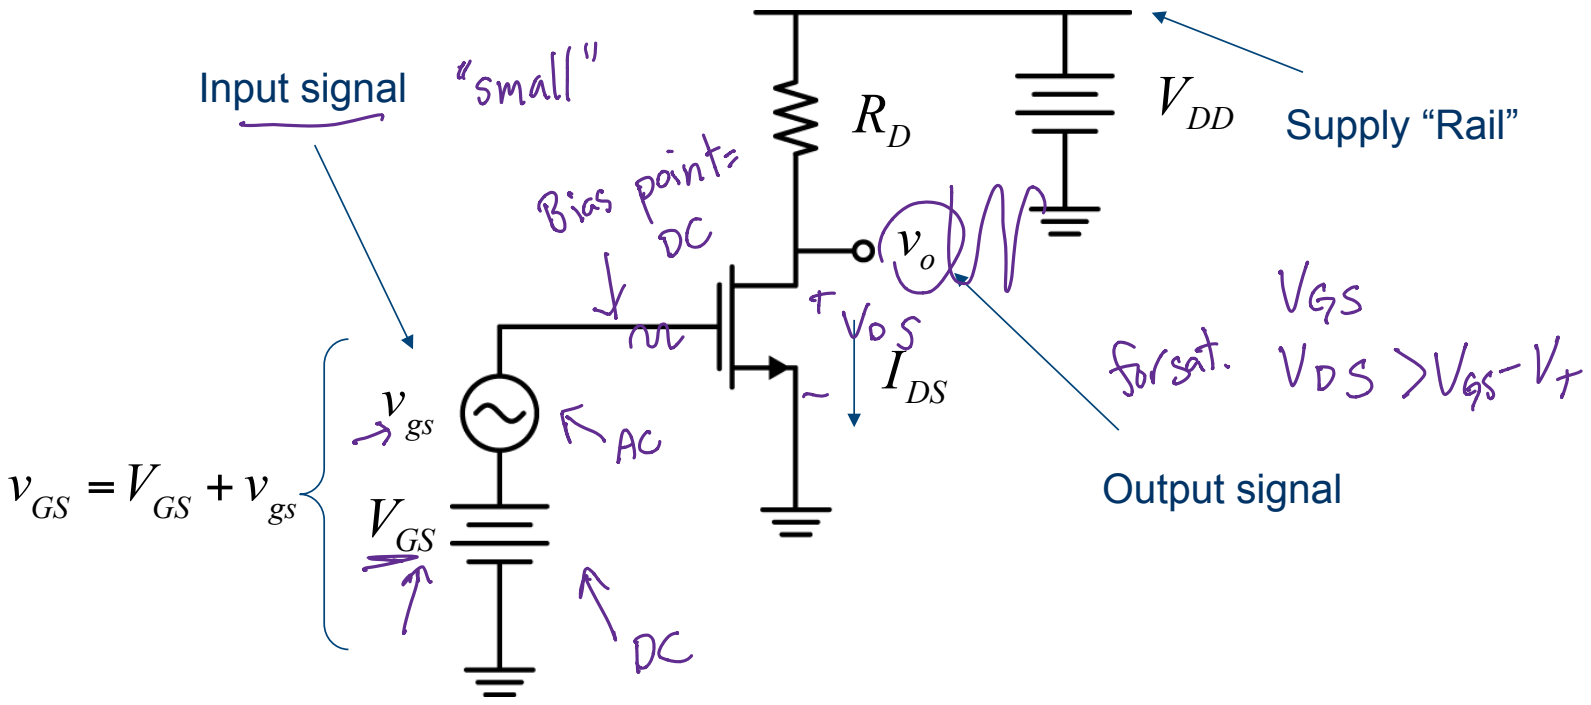 Input signal "small"
R_D
V_DD
Supply “Rail”
Bias point =
DC
v_o
+
V_DS
−
I_DS
V_GS
for sat. V_DS > V_GS - V_T
v_gs
AC
v_GS = V_GS + v_gs
V_GS
DC
Output signal